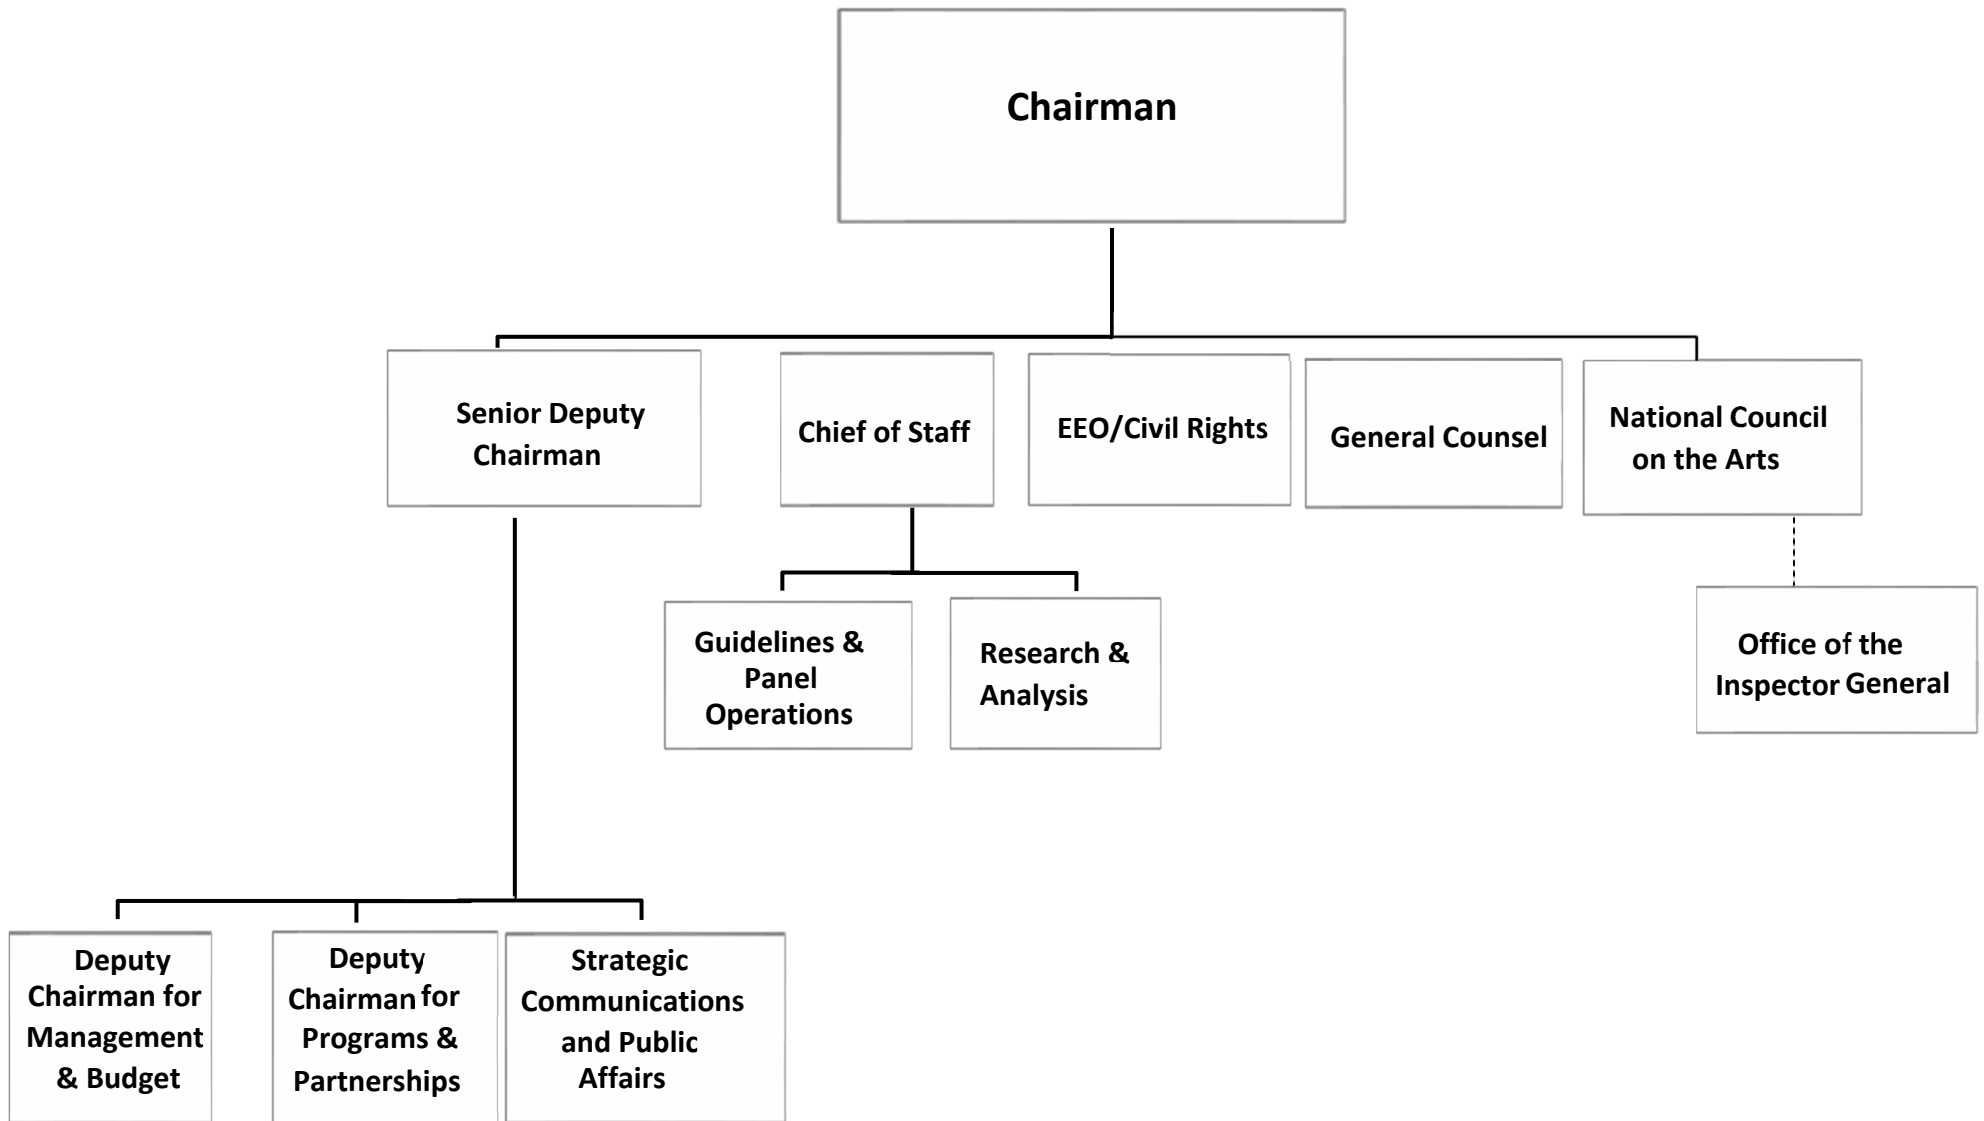 Chairman
Senior Deputy
Chairman
Chief of Staff
EEO/Civil Rights
General Counsel
National Council
on the Arts
Guidelines &
Panel
Operations
Research &
Analysis
Office of the
Inspector General
Deputy
Chairman for
Management
& Budget
Deputy
Chairman for
Programs &
Partnerships
Strategic
Communications
and Public
Affairs